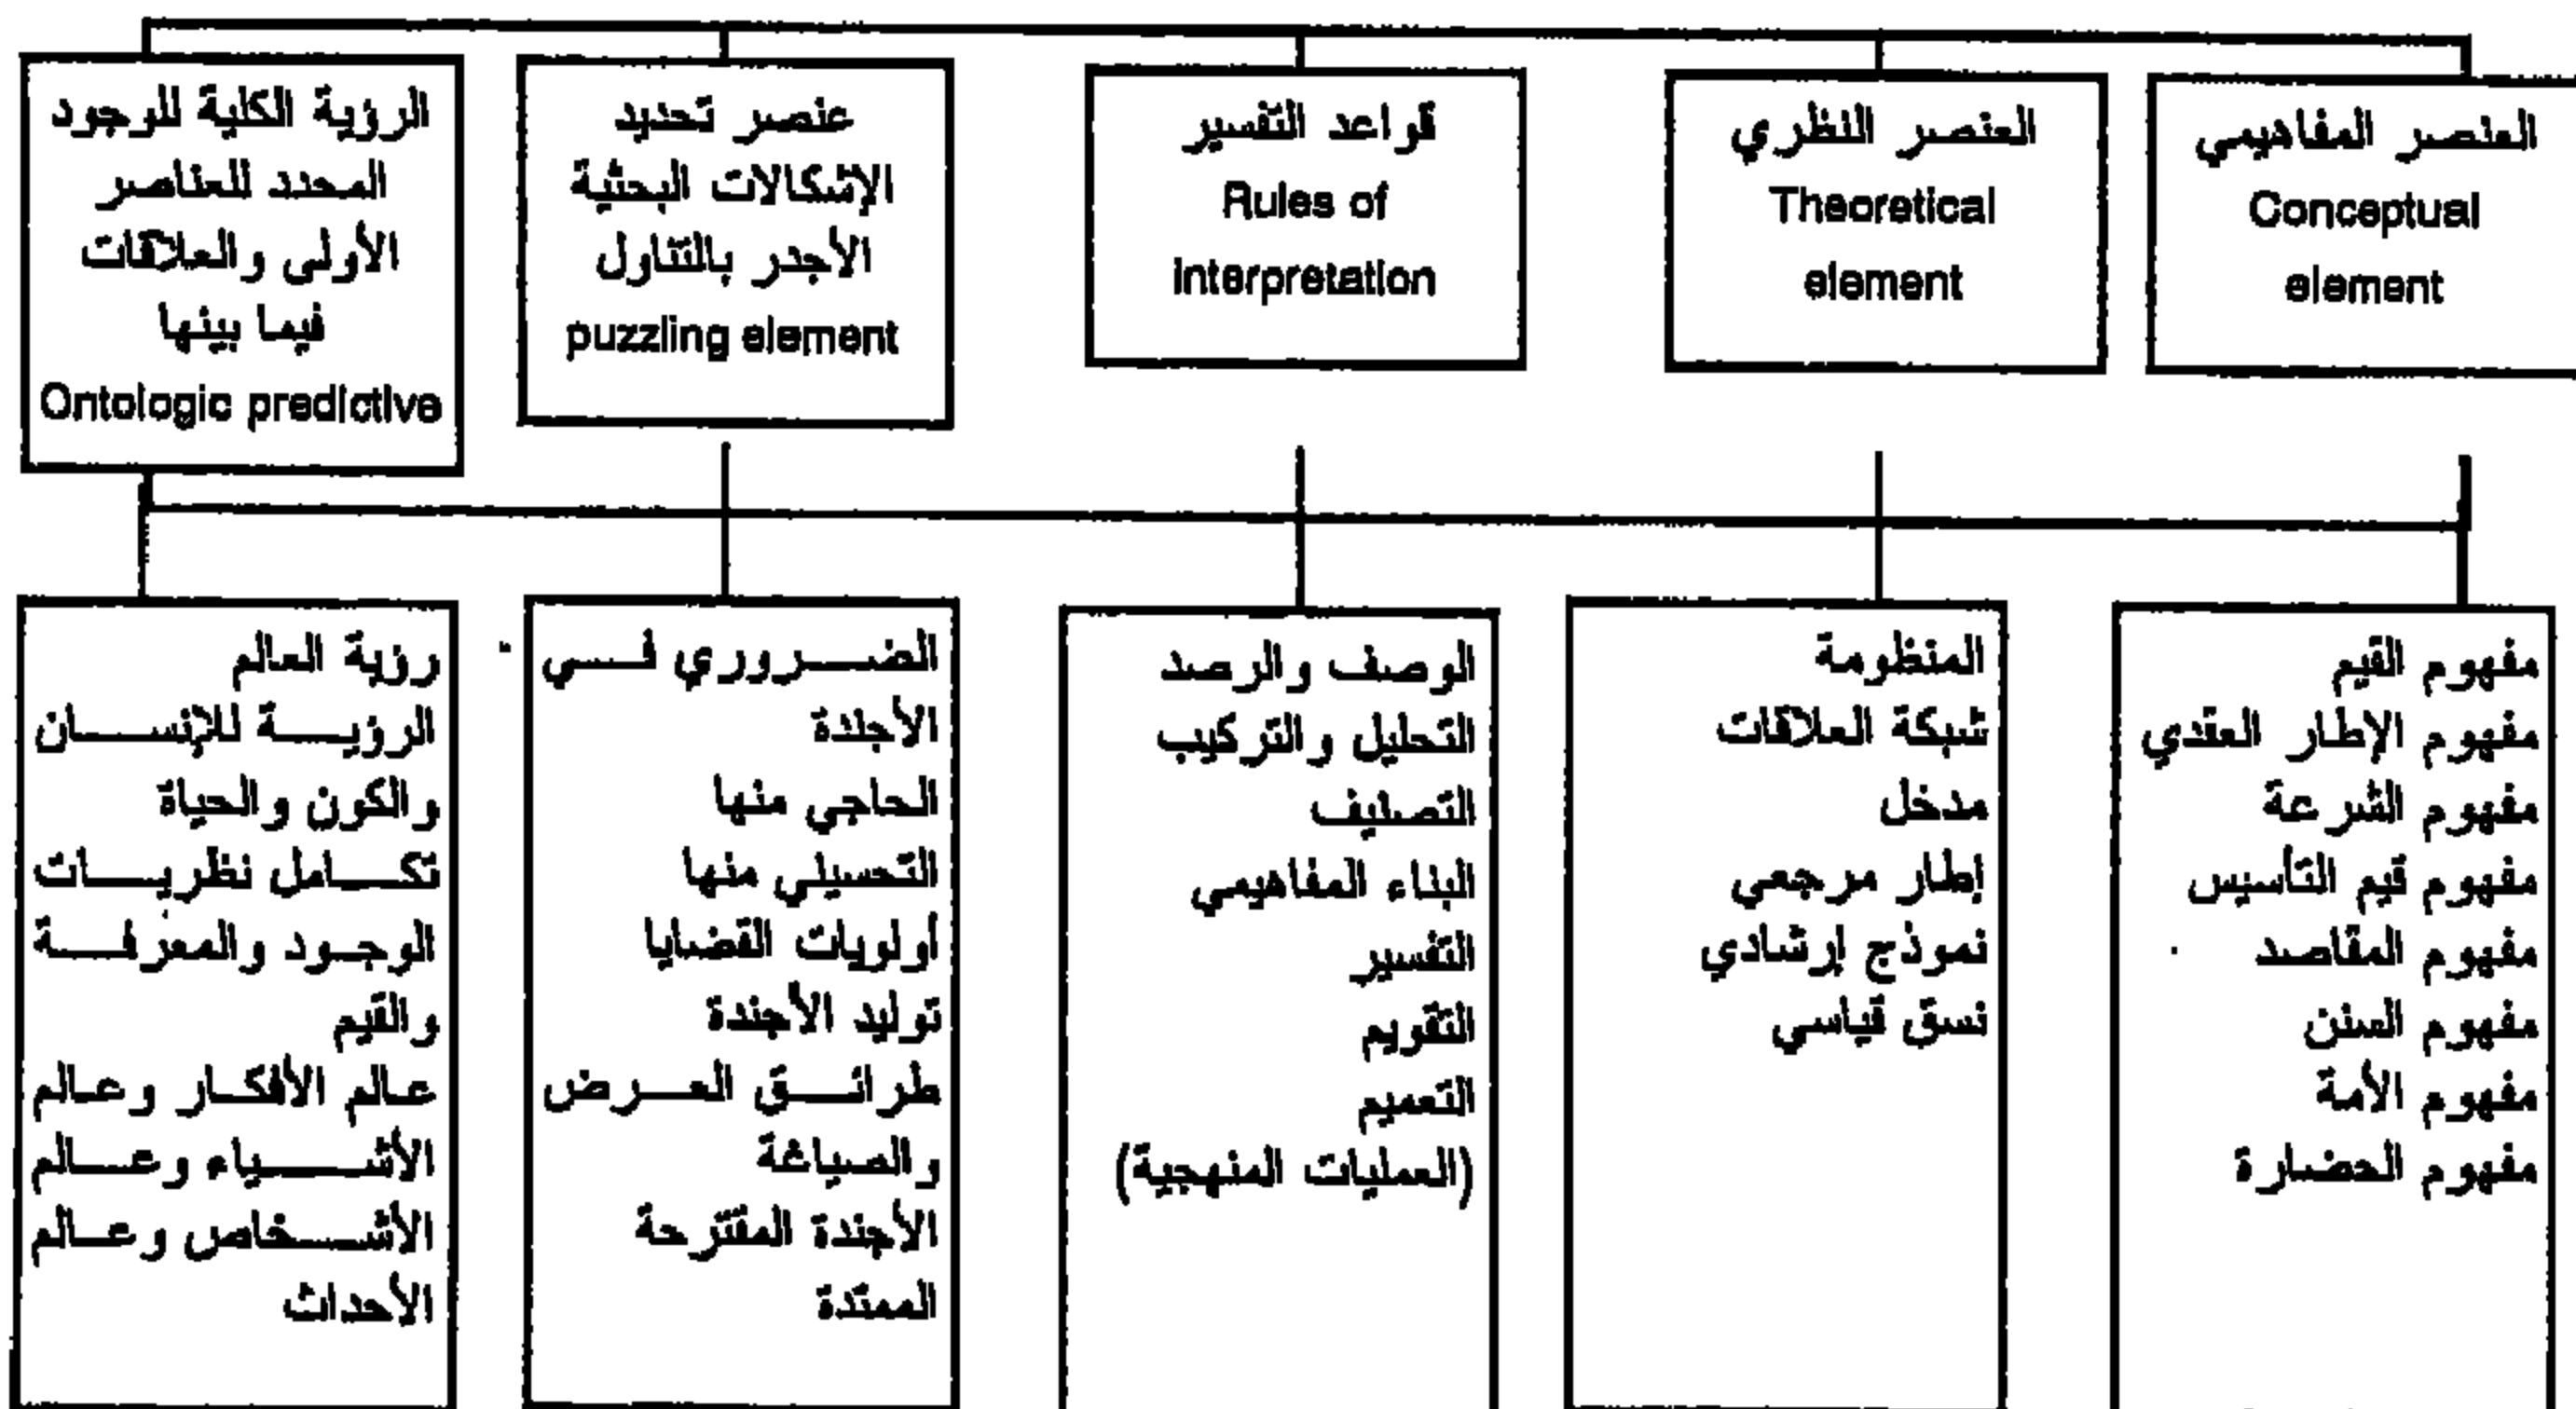 العنصر المفاهيمي
Conceptual
element
العنصر النظري
Theoretical
element
قواعد التفسير
Rules of
interpretation
عنصر تحديد
الإشكالات البحثية
الأجدر بالتناول
puzzling element
الرؤية الكلية للوجود
المحدد للعناصر
الأولى والعلاقات
فيما بينها
Ontologic predictive
مفهوم القيم
مفهوم الإطار العقدي
مفهوم الشرعة
مفهوم قيم التأسيس
مفهوم المقاصد
مفهوم السنن
مفهوم الأمة
مفهوم الحضارة
المنظومة
شبكة العلاقات
مدخل
إطار مرجعي
نموذج إرشادي
نسق قياسي
الوصف والرصد
التحليل والتركيب
التصنيف
البناء المفاهيمي
التفسير
التقويم
التعميم
(العمليات المنهجية)
الضروري في
الأجندة
الحاجي منها
التحسيني منها
أولويات القضايا
توليد الأجندة
طرائق العرض
والصياغة
الأجندة المقترحة
الممتدة
رؤية العالم
الرؤية للإنسان
والكون والحياة
تكامل نظريات
الوجود والمعرفة
والقيم
عالم الأفكار وعالم
الأشياء وعالم
الأشخاص وعالم
الأحداث